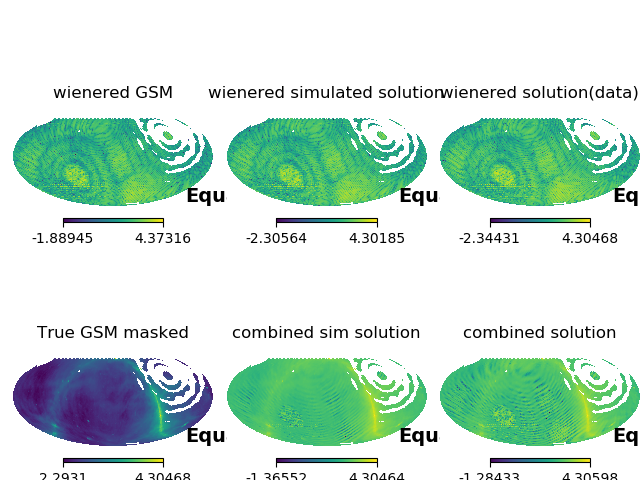 wienered GSM
wienered simulated solution
wienered solution(data)
Equ
Equ
Eq
-1.88945 4.37316
-2.30564 4.30185
-2.34431 4.30468
True GSM masked
combined sim solution
combined solution
Equ
Equ
Eq
2.2931 4.30468
-1.36552 4.30464
-1.28433 4.30598